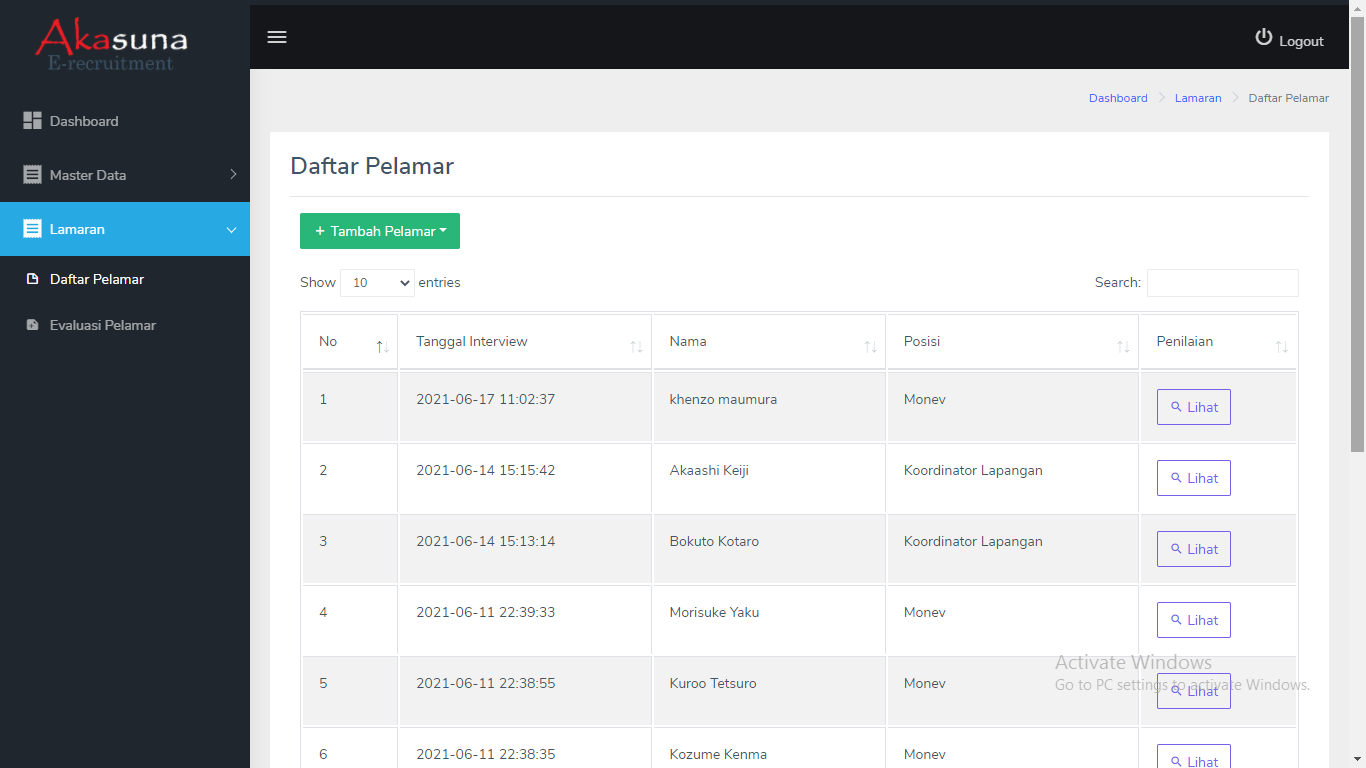 Akasuna
E-recruitment
Logout
Dashboard
Master Data
Lamaran
Daftar Pelamar
Evaluasi Pelamar
Dashboard > Lamaran > Daftar Pelamar
Daftar Pelamar
+ Tambah Pelamar
Show 10 entries Search:
No Tanggal Interview Nama Posisi Penilaian
1 2021-06-17 11:02:37 khenzo maumura Monev Lihat
2 2021-06-14 15:15:42 Akaashi Keiji Koordinator Lapangan Lihat
3 2021-06-14 15:13:14 Bokuto Kotaro Koordinator Lapangan Lihat
4 2021-06-11 22:39:33 Morisuke Yaku Monev Lihat
5 2021-06-11 22:38:55 Kuroo Tetsuro Monev Lihat
6 2021-06-11 22:38:35 Kozume Kenma Monev Lihat
Activate Windows
Go to PC settings to activate Windows.